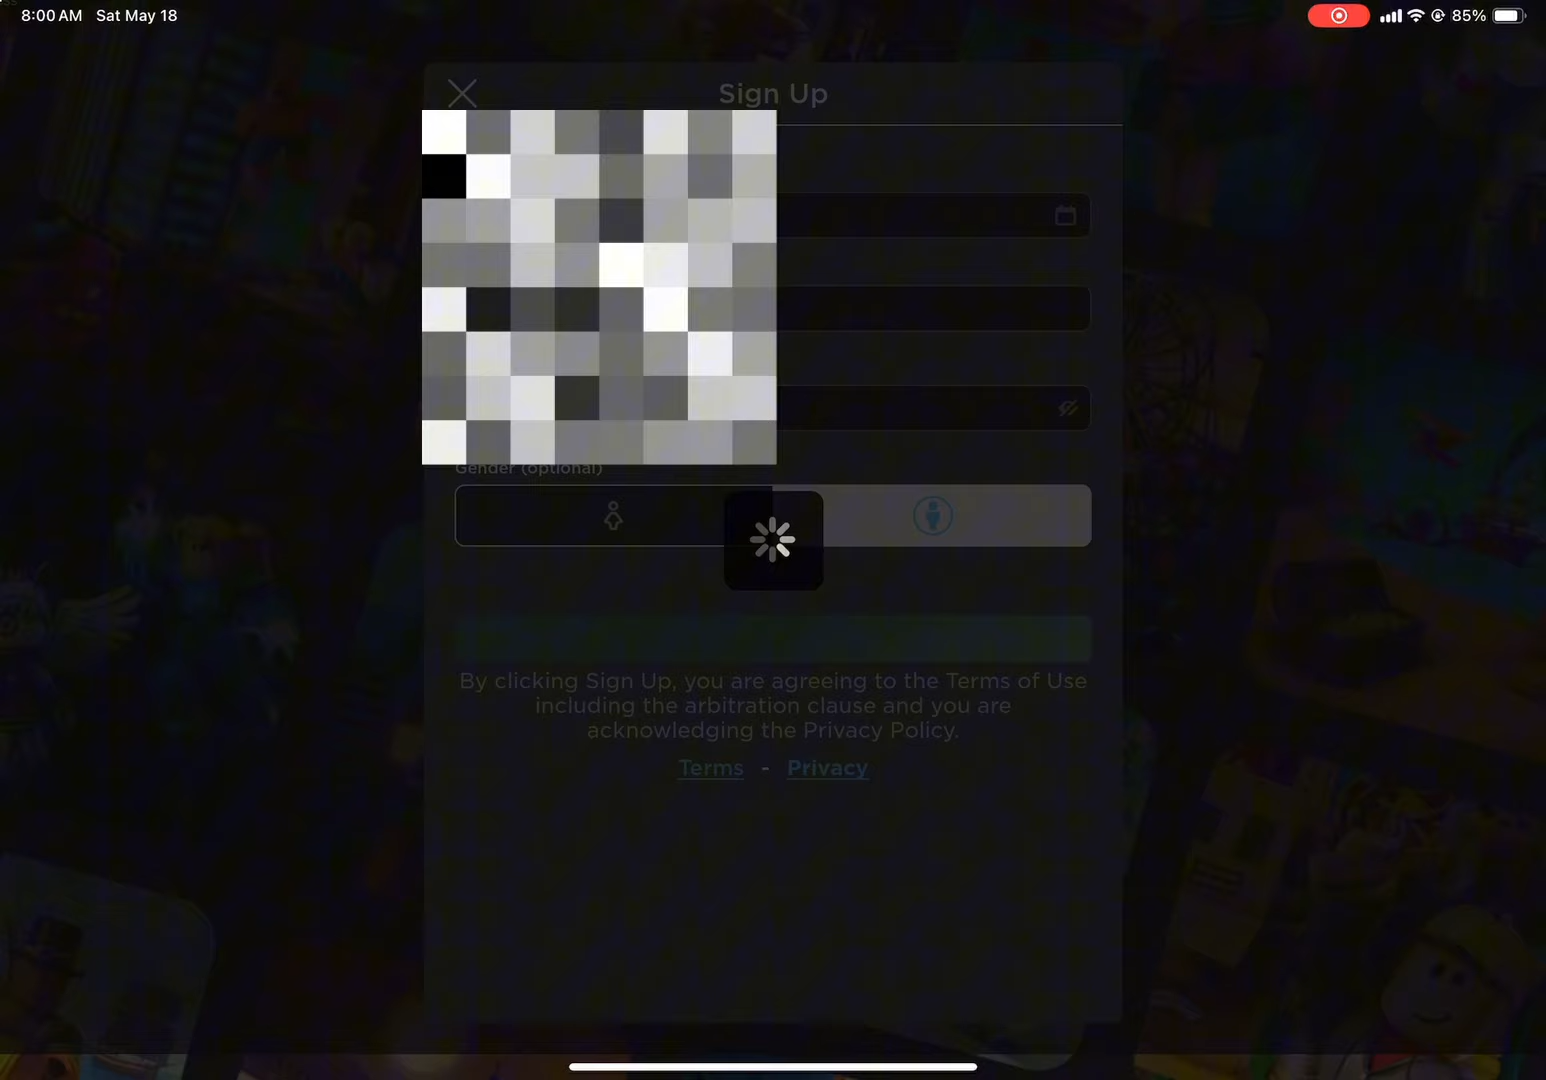 8:00 AM Sat May 18
85%
Sign Up
Gender (optional)
By clicking Sign Up, you are agreeing to the Terms of Use
including the arbitration clause and you are
acknowledging the Privacy Policy.
Terms - Privacy